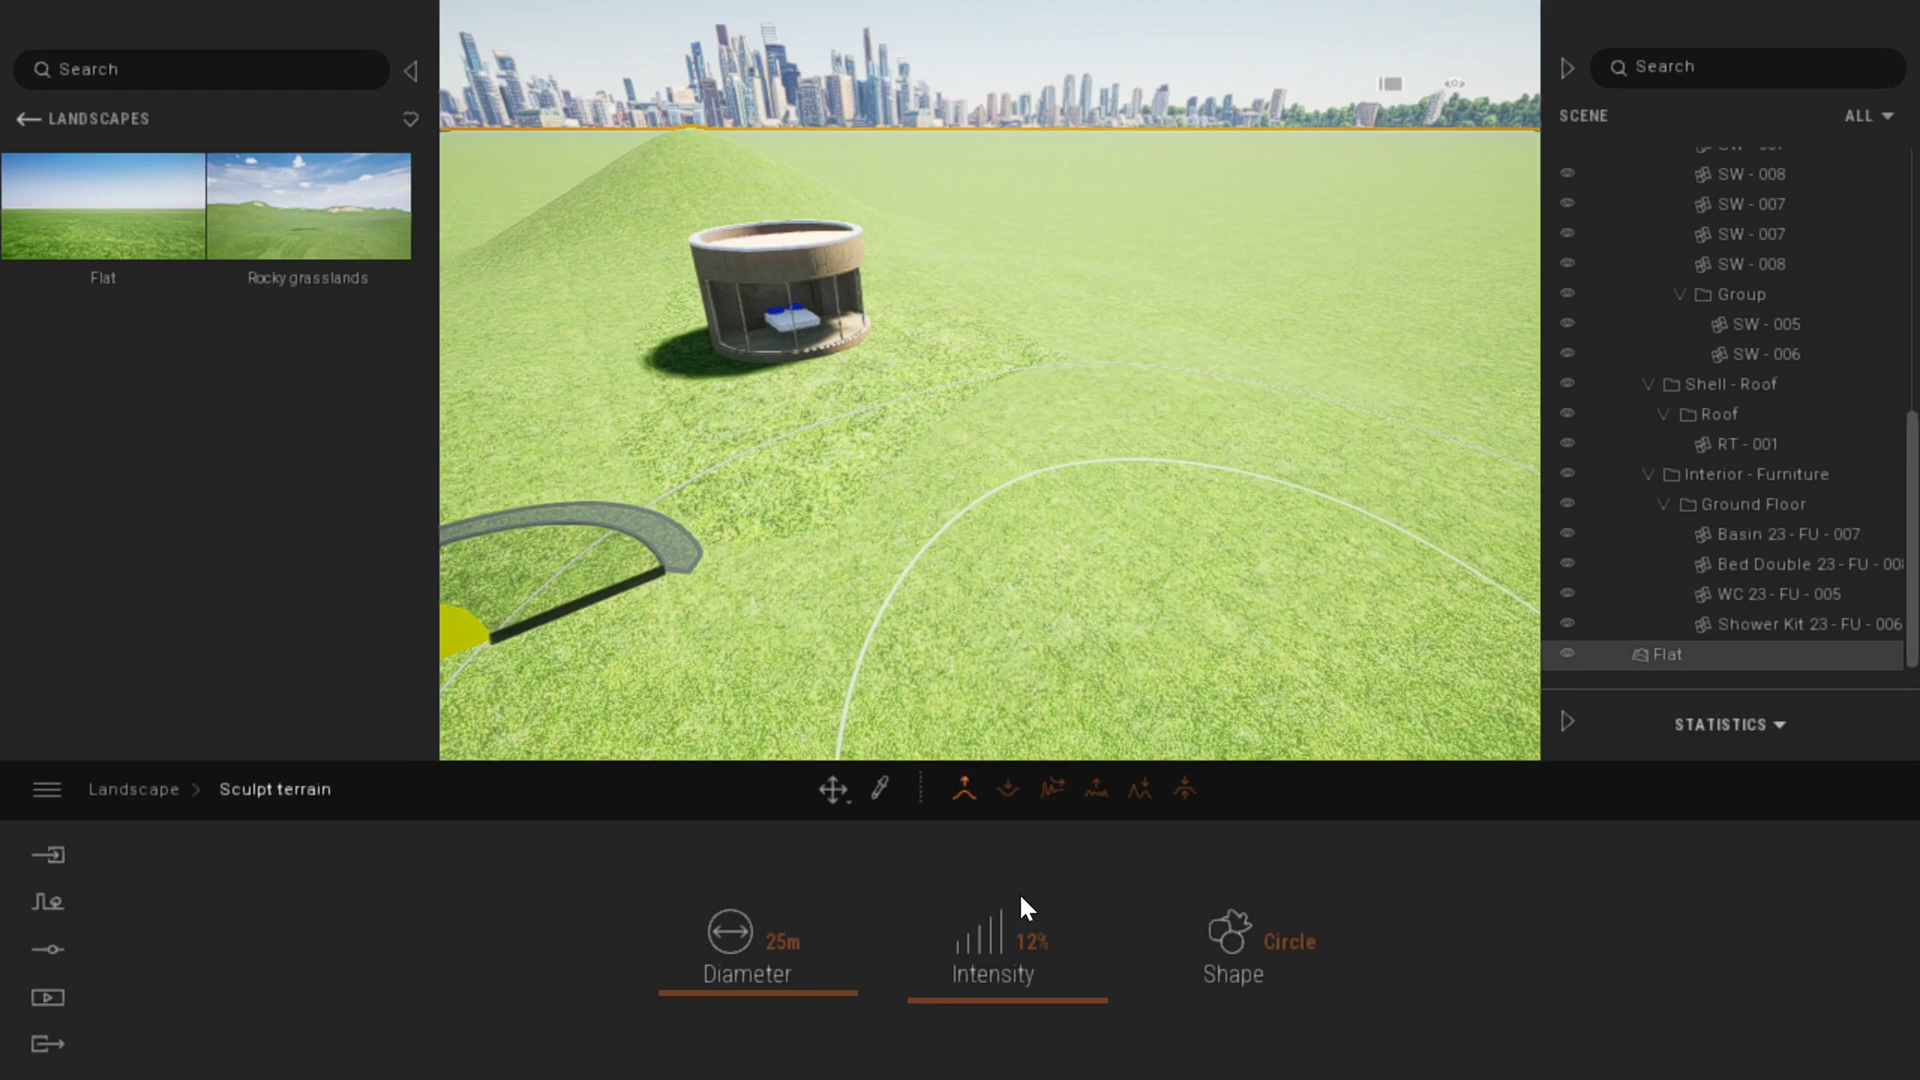 Search
LANDSCAPES
Flat
Rocky grasslands
Search
SCENE
ALL
SW - 008
SW - 007
SW - 007
SW - 008
Group
SW - 005
SW - 006
Shell - Roof
Roof
RT - 001
Interior - Furniture
Ground Floor
Basin 23 - FU - 007
Bed Double 23 - FU - 00
WC 23 - FU - 005
Shower Kit 23 - FU - 006
Flat
STATISTICS
Landscape
Sculpt terrain
25m
Diameter
12%
Intensity
Circle
Shape